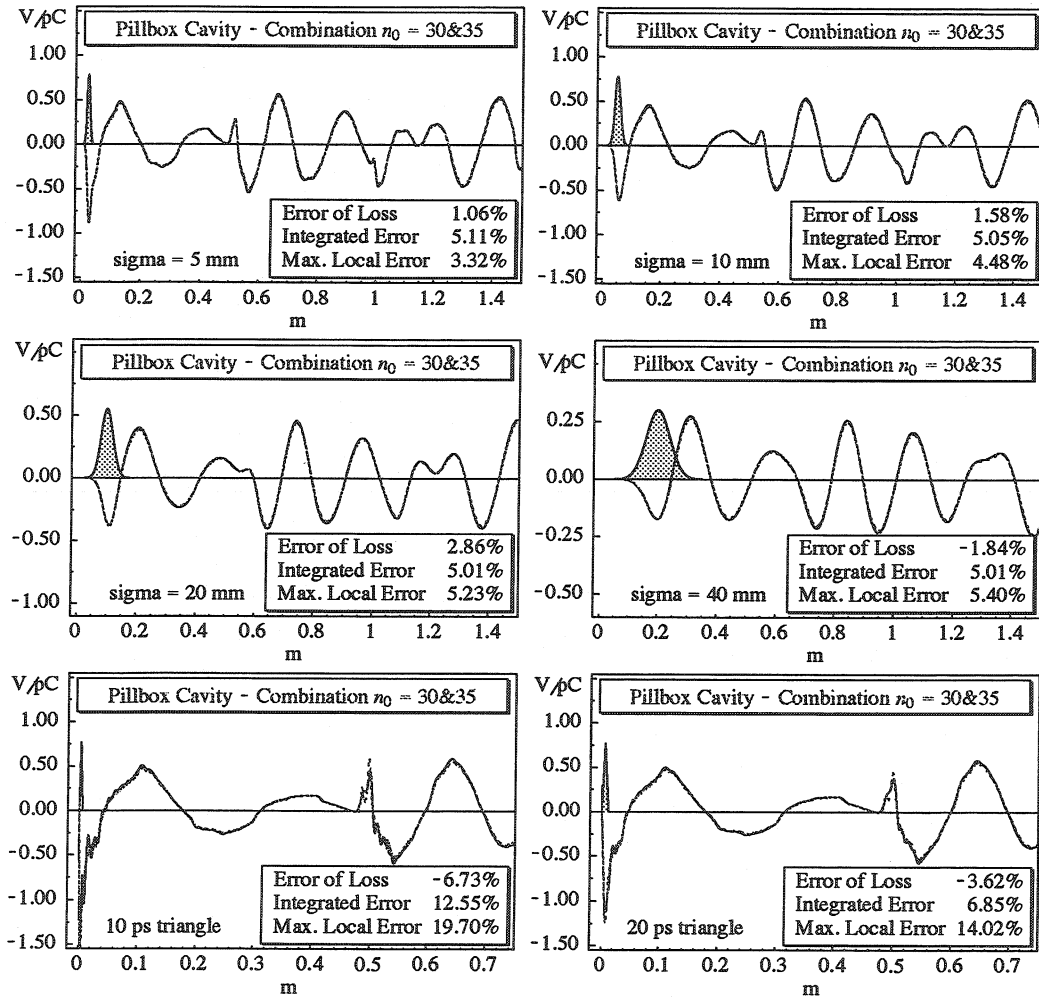 V/pC
Pillbox Cavity - Combination n₀ = 30&35
1.00
0.50
0.00
-0.50
-1.00
-1.50
Error of Loss 1.06%
Integrated Error 5.11%
Max. Local Error 3.32%
sigma = 5 mm
0 0.2 0.4 0.6 0.8 1 1.2 1.4
m
V/pC
Pillbox Cavity - Combination n₀ = 30&35
1.00
0.50
0.00
-0.50
-1.00
-1.50
Error of Loss 1.58%
Integrated Error 5.05%
Max. Local Error 4.48%
sigma = 10 mm
0 0.2 0.4 0.6 0.8 1 1.2 1.4
m
V/pC
Pillbox Cavity - Combination n₀ = 30&35
0.50
0.00
-0.50
-1.00
Error of Loss 2.86%
Integrated Error 5.01%
Max. Local Error 5.23%
sigma = 20 mm
0 0.2 0.4 0.6 0.8 1 1.2 1.4
m
V/pC
Pillbox Cavity - Combination n₀ = 30&35
0.25
0.00
-0.25
-0.50
Error of Loss -1.84%
Integrated Error 5.01%
Max. Local Error 5.40%
sigma = 40 mm
0 0.2 0.4 0.6 0.8 1 1.2 1.4
m
V/pC
Pillbox Cavity - Combination n₀ = 30&35
1.00
0.50
0.00
-0.50
-1.00
-1.50
Error of Loss -6.73%
Integrated Error 12.55%
Max. Local Error 19.70%
10 ps triangle
0 0.1 0.2 0.3 0.4 0.5 0.6 0.7
m
V/pC
Pillbox Cavity - Combination n₀ = 30&35
1.00
0.50
0.00
-0.50
-1.00
-1.50
Error of Loss -3.62%
Integrated Error 6.85%
Max. Local Error 14.02%
20 ps triangle
0 0.1 0.2 0.3 0.4 0.5 0.6 0.7
m